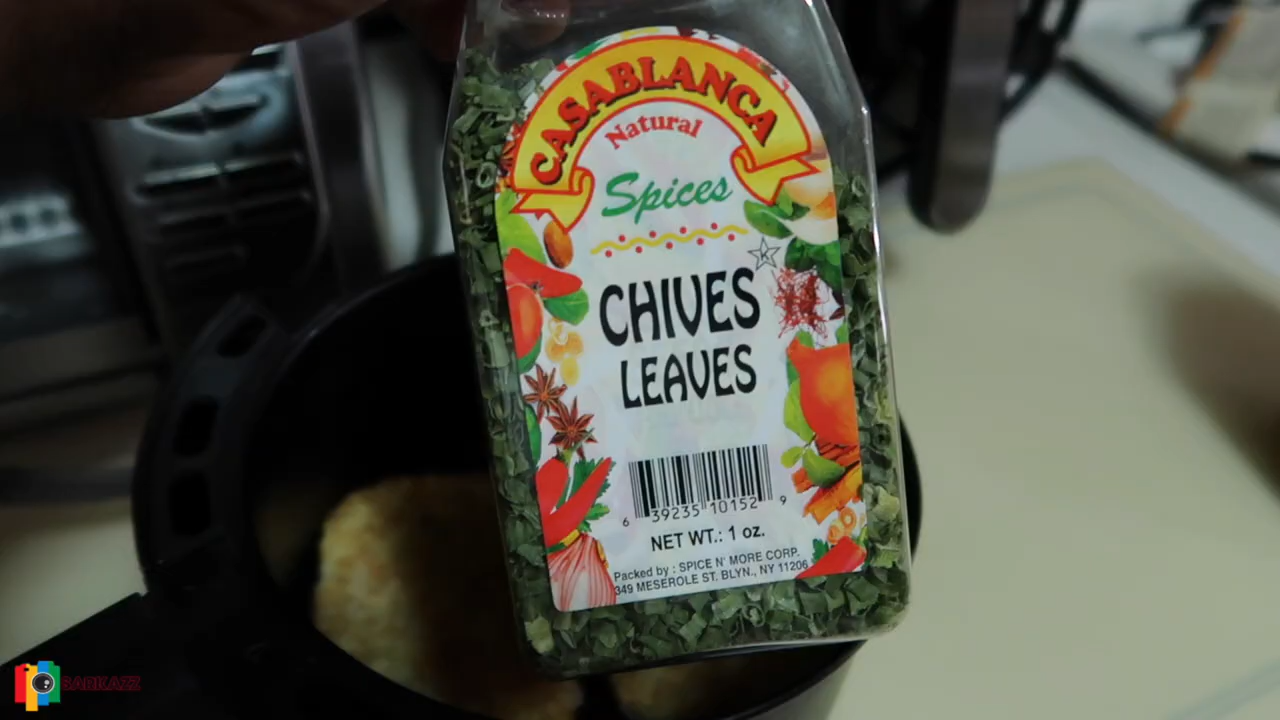 CASABLANCA
Natural
Spices
K
CHIVES
LEAVES
6 39235 10152 9
NET WT.: 1 oz.
Packed by : SPICE N' MORE CORP.
349 MESEROLE ST. BLYN., NY 11206
BARKAZZ